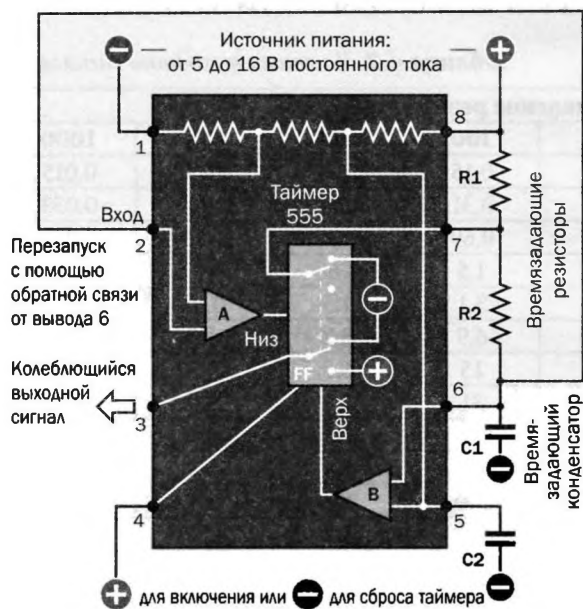 Источник питания:
от 5 до 16 В постоянного тока
1
8
R1
Таймер
555
Вход
2
7
Перезапуск
с помощью
обратной связи
от вывода 6
A
Низ
R2
Времязадающие
резисторы
FF
Колеблющийся
выходной
сигнал
3
6
Верх
B
C1
Время-
задающий
конденсатор
4
5
C2
для включения или
для сброса таймера